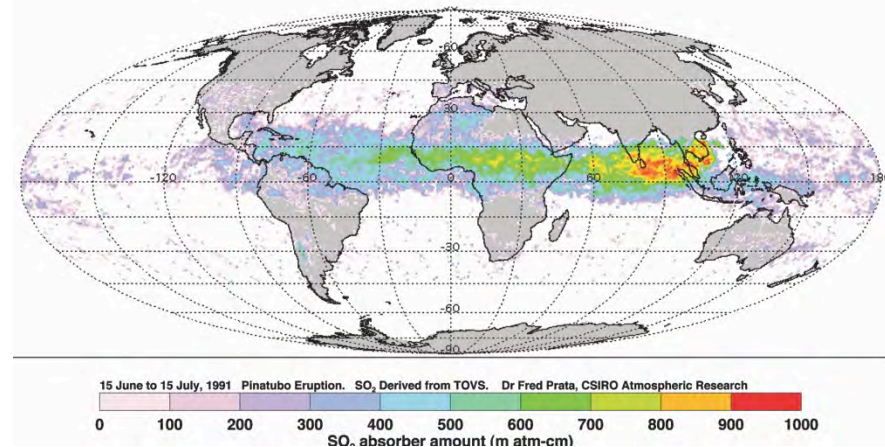 60
30
-120 -60 0 60 120 180
-30
-60
-90
15 June to 15 July, 1991 Pinatubo Eruption. SO₂ Derived from TOVS. Dr Fred Prata, CSIRO Atmospheric Research
0 100 200 300 400 500 600 700 800 900 1000
SO₂ absorber amount (m atm-cm)